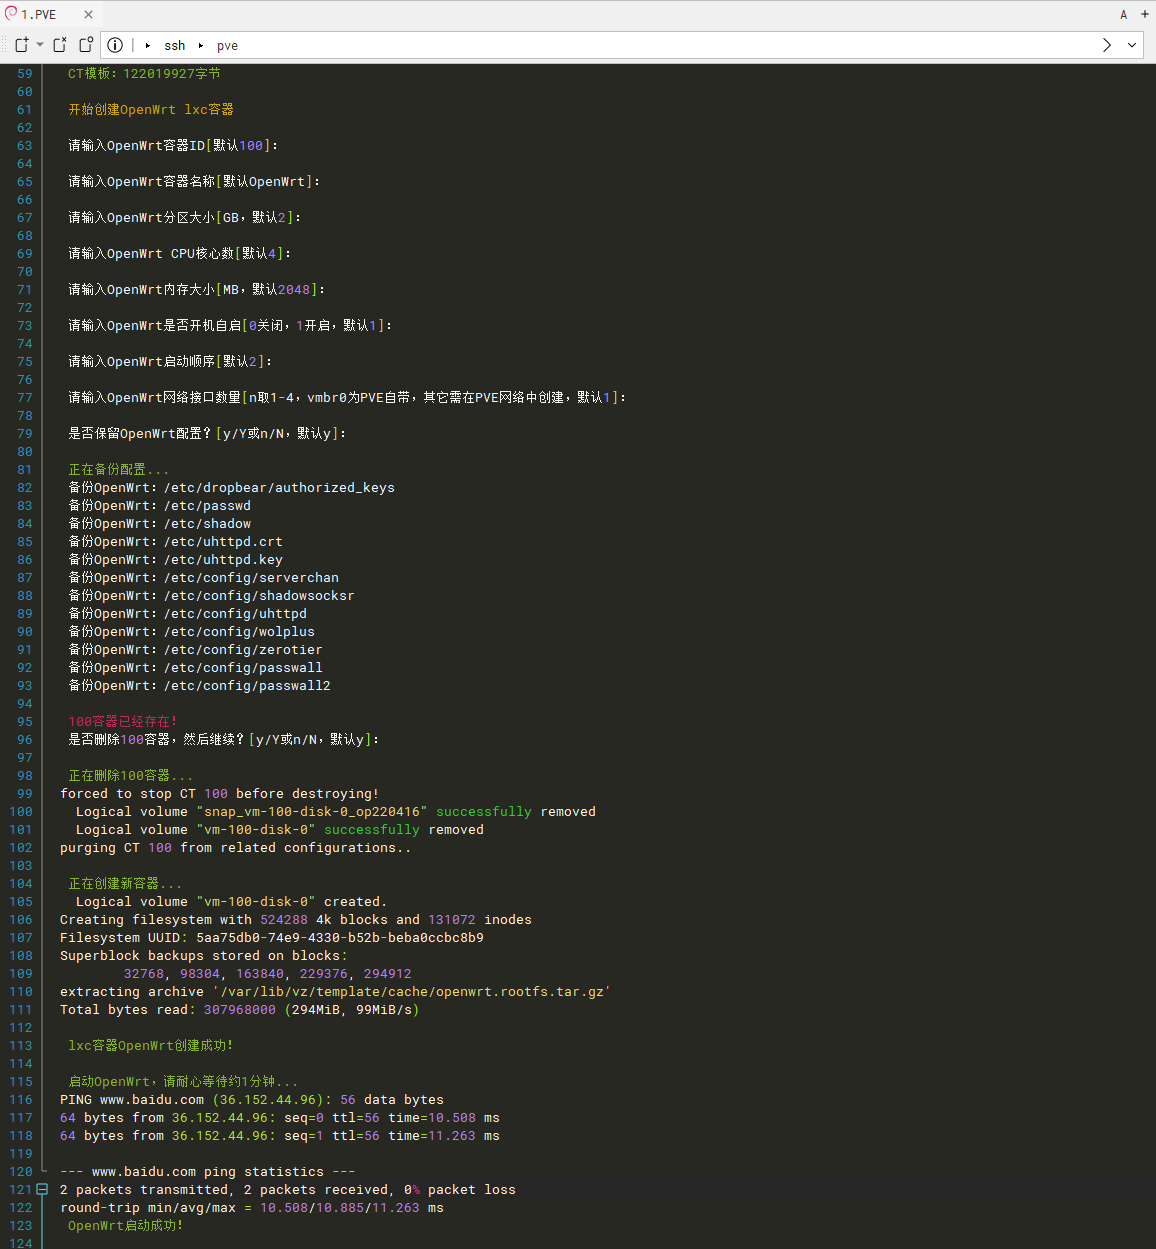 1.PVE
A
ssh
pve
59 CT模板：122019927字节
60
61 开始创建OpenWrt lxc容器
62
63 请输入OpenWrt容器ID[默认100]：
64
65 请输入OpenWrt容器名称[默认OpenWrt]：
66
67 请输入OpenWrt分区大小[GB，默认2]：
68
69 请输入OpenWrt CPU核心数[默认4]：
70
71 请输入OpenWrt内存大小[MB，默认2048]：
72
73 请输入OpenWrt是否开机自启[0关闭，1开启，默认1]：
74
75 请输入OpenWrt启动顺序[默认2]：
76
77 请输入OpenWrt网络接口数量[n取1-4，vmbr0为PVE自带，其它需在PVE网络中创建，默认1]：
78
79 是否保留OpenWrt配置？[y/Y或n/N，默认y]：
80
81 正在备份配置...
82 备份OpenWrt：/etc/dropbear/authorized_keys
83 备份OpenWrt：/etc/passwd
84 备份OpenWrt：/etc/shadow
85 备份OpenWrt：/etc/uhttpd.crt
86 备份OpenWrt：/etc/uhttpd.key
87 备份OpenWrt：/etc/config/serverchan
88 备份OpenWrt：/etc/config/shadowsocksr
89 备份OpenWrt：/etc/config/uhttpd
90 备份OpenWrt：/etc/config/wolplus
91 备份OpenWrt：/etc/config/zerotier
92 备份OpenWrt：/etc/config/passwall
93 备份OpenWrt：/etc/config/passwall2
94
95 100容器已经存在！
96 是否删除100容器，然后继续？[y/Y或n/N，默认y]：
97
98 正在删除100容器...
99 forced to stop CT 100 before destroying!
100 Logical volume "snap_vm-100-disk-0_op220416" successfully removed
101 Logical volume "vm-100-disk-0" successfully removed
102 purging CT 100 from related configurations..
103
104 正在创建新容器...
105 Logical volume "vm-100-disk-0" created.
106 Creating filesystem with 524288 4k blocks and 131072 inodes
107 Filesystem UUID: 5aa75db0-74e9-4330-b52b-beba0ccbc8b9
108 Superblock backups stored on blocks:
109 32768, 98304, 163840, 229376, 294912
110 extracting archive '/var/lib/vz/template/cache/openwrt.rootfs.tar.gz'
111 Total bytes read: 307968000 (294MiB, 99MiB/s)
112
113 lxc容器OpenWrt创建成功！
114
115 启动OpenWrt，请耐心等待约1分钟...
116 PING www.baidu.com (36.152.44.96): 56 data bytes
117 64 bytes from 36.152.44.96: seq=0 ttl=56 time=10.508 ms
118 64 bytes from 36.152.44.96: seq=1 ttl=56 time=11.263 ms
119
120 --- www.baidu.com ping statistics ---
121 2 packets transmitted, 2 packets received, 0% packet loss
122 round-trip min/avg/max = 10.508/10.885/11.263 ms
123 OpenWrt启动成功！
124